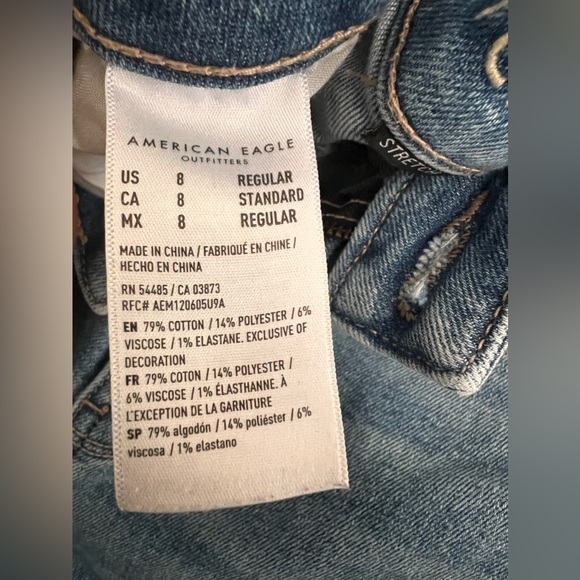 AMERICAN EAGLE
OUTFITTERS
US 8 REGULAR
CA 8 STANDARD
MX 8 REGULAR
MADE IN CHINA / FABRIQUÉ EN CHINE /
HECHO EN CHINA
RN 54485 / CA 03873
RFC# AEM120605U9A
EN 79% COTTON / 14% POLYESTER / 6%
VISCOSE / 1% ELASTANE. EXCLUSIVE OF
DECORATION
FR 79% COTON / 14% POLYESTER /
6% VISCOSE / 1% ÉLASTHANNE. À
L'EXCEPTION DE LA GARNITURE
SP 79% algodón / 14% poliéster / 6%
viscosa / 1% elastano
STRETCH